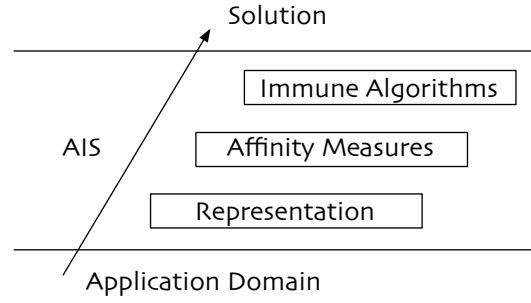 Solution
Immune Algorithms
AIS
Affinity Measures
Representation
Application Domain